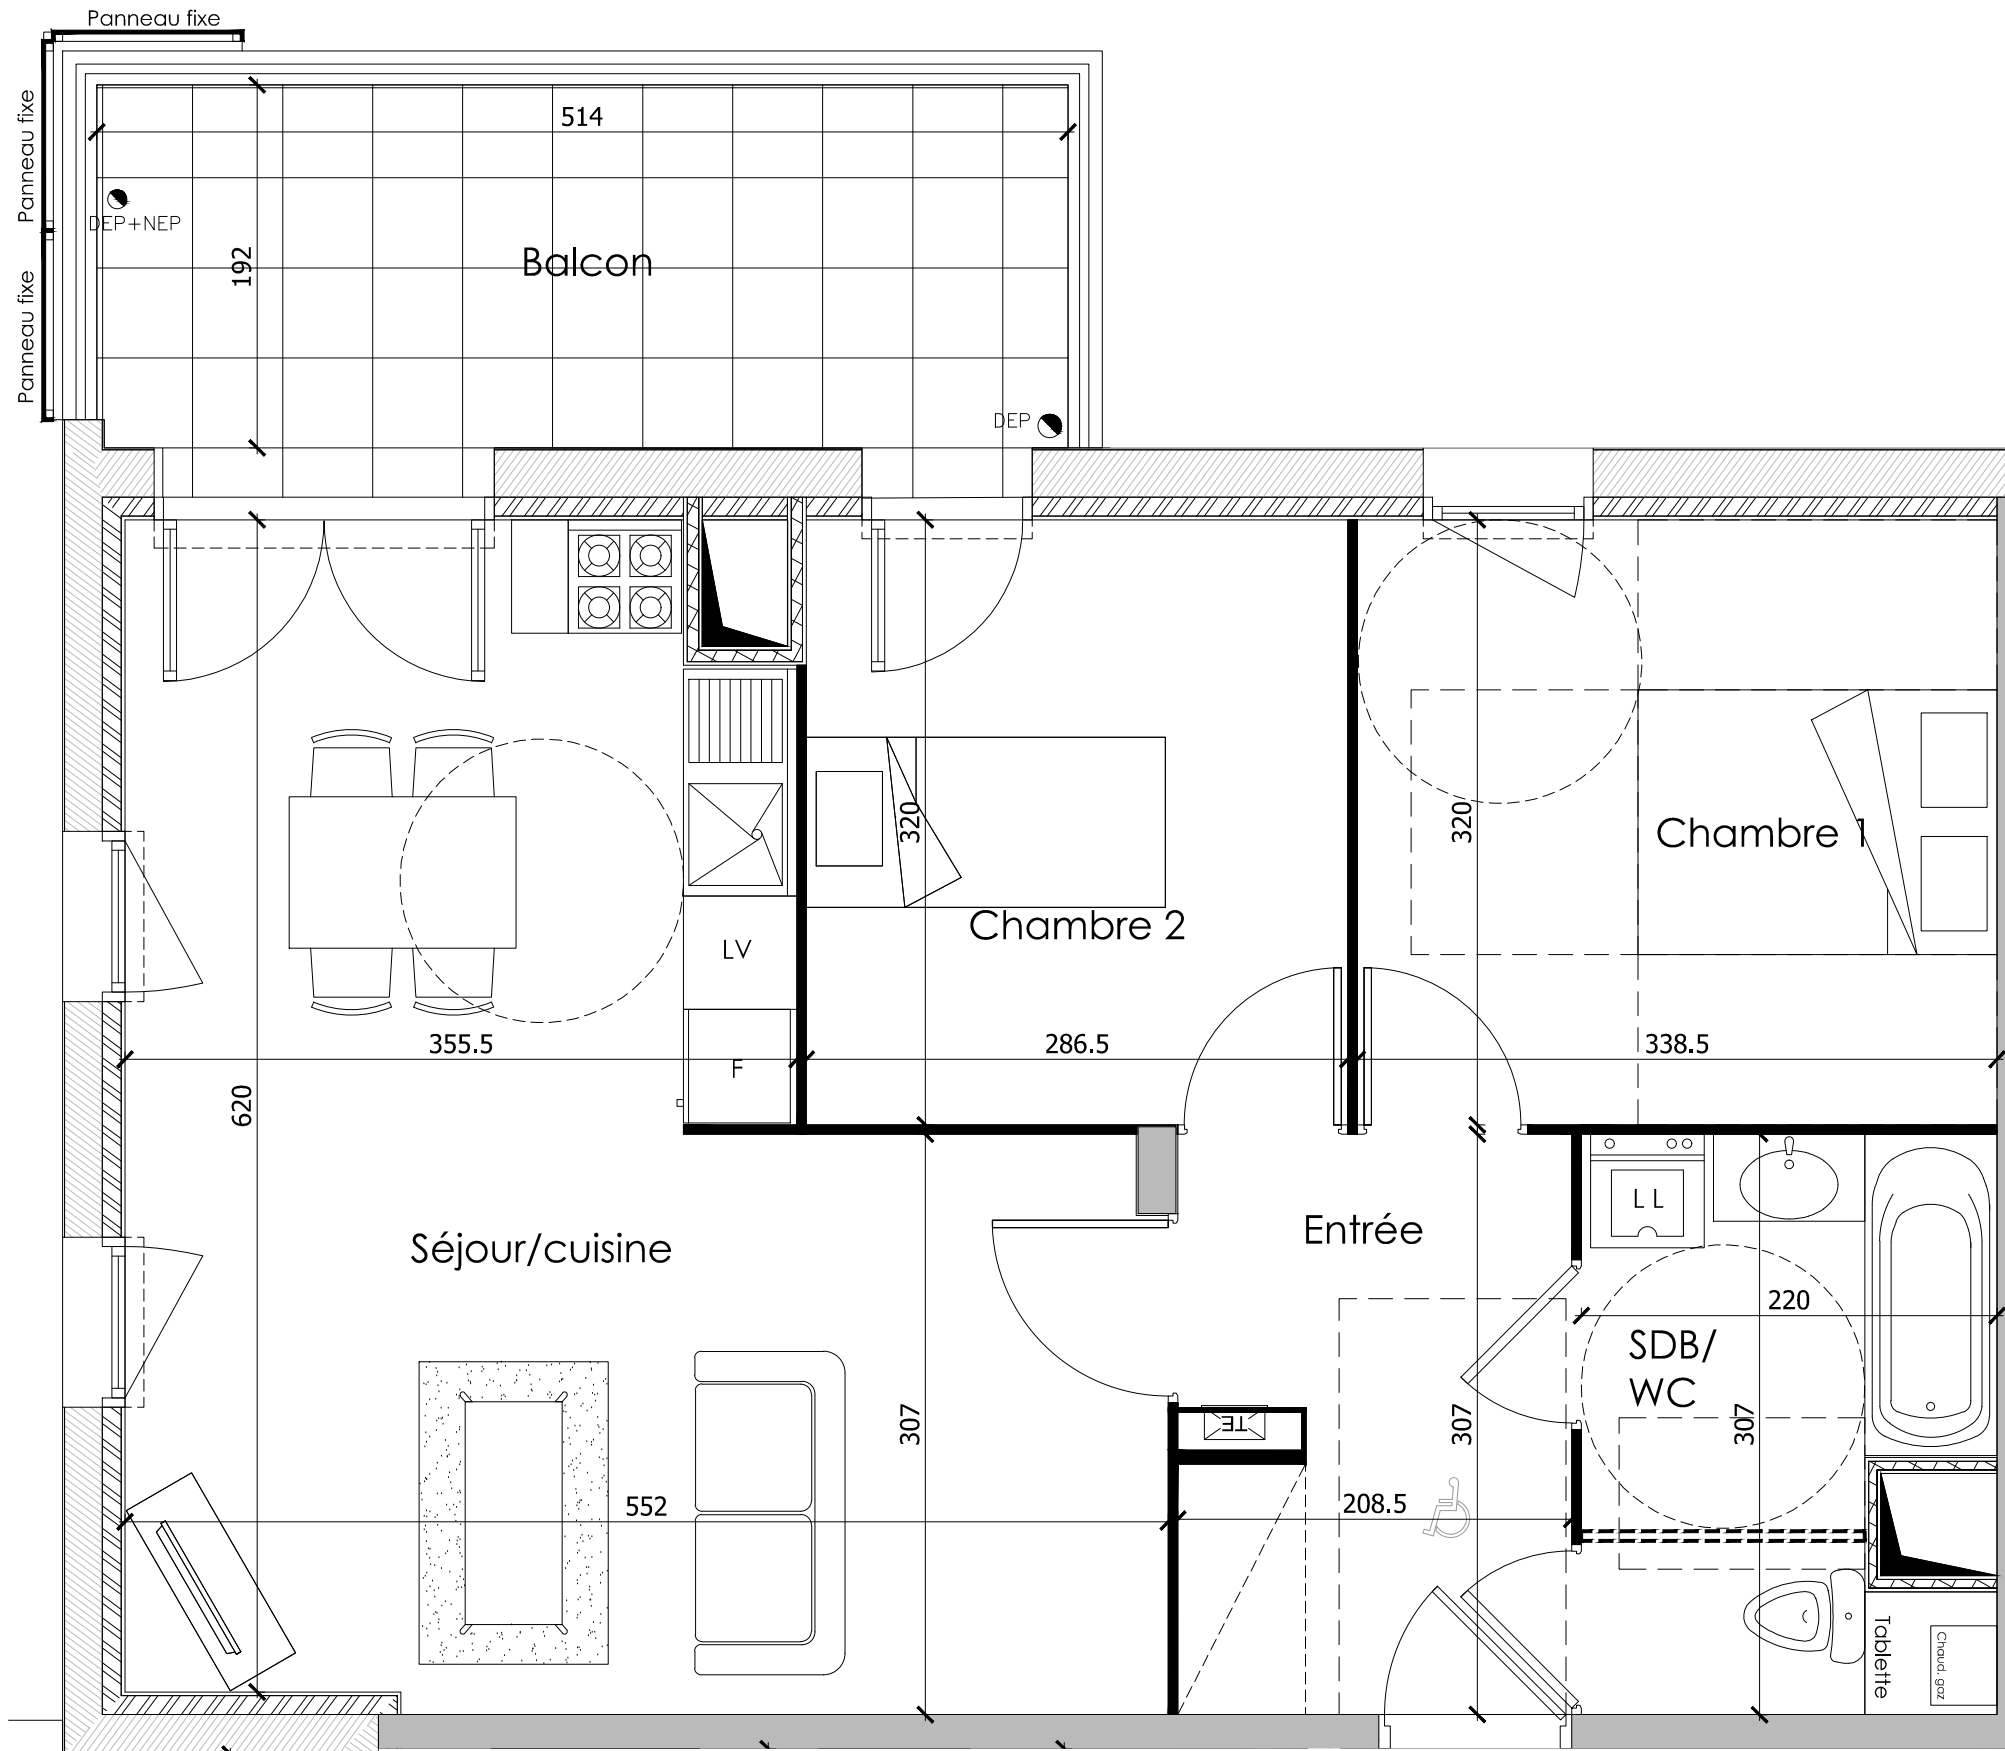 Panneau fixe
Panneau fixe
Panneau fixe
514
DEP+NEP
192
Balcon
DEP
320
320
Chambre 1
Chambre 2
LV
355.5
286.5
338.5
F
620
LL
Entrée
Séjour/cuisine
220
SDB/
WC
307
307
307
TE
552
208.5
Tablette
Chaud. gaz